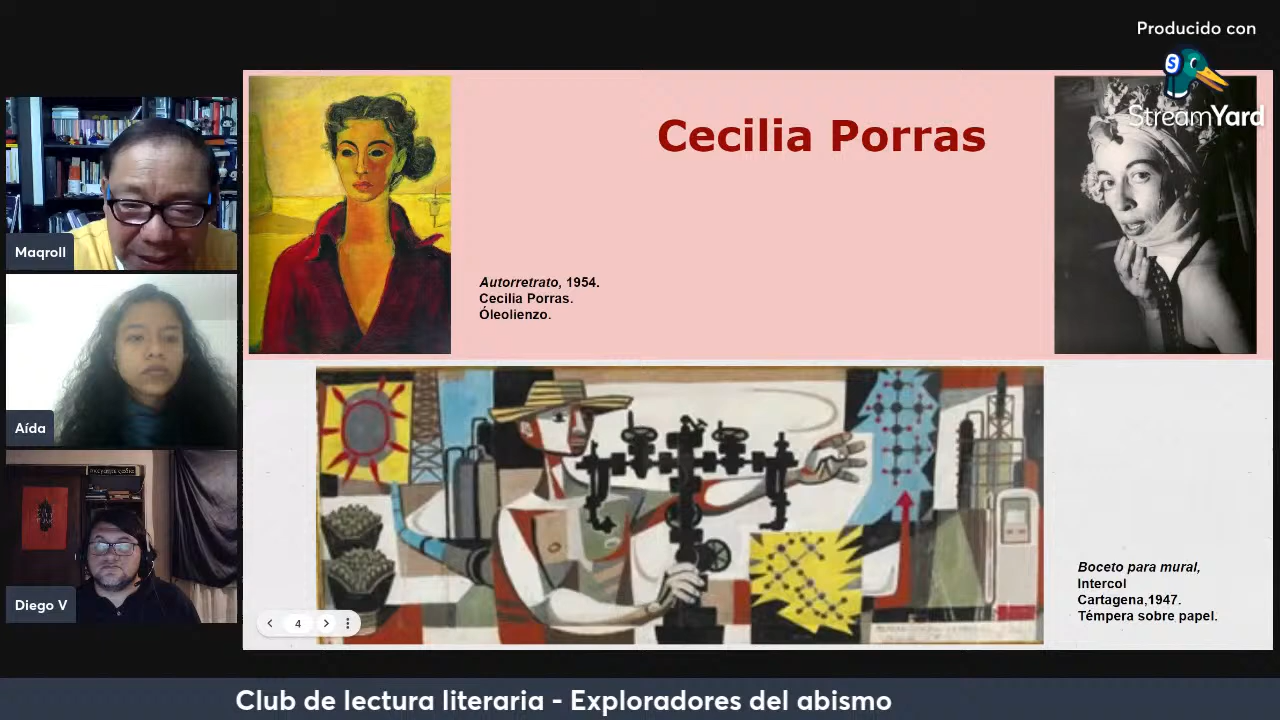 Producido con
StreamYard
Cecilia Porras
Autorretrato, 1954.
Cecilia Porras.
Óleolienzo.
Boceto para mural,
Intercol
Cartagena,1947.
Témpera sobre papel.
4
Maqroll
Aída
Diego V
Club de lectura literaria - Exploradores del abismo